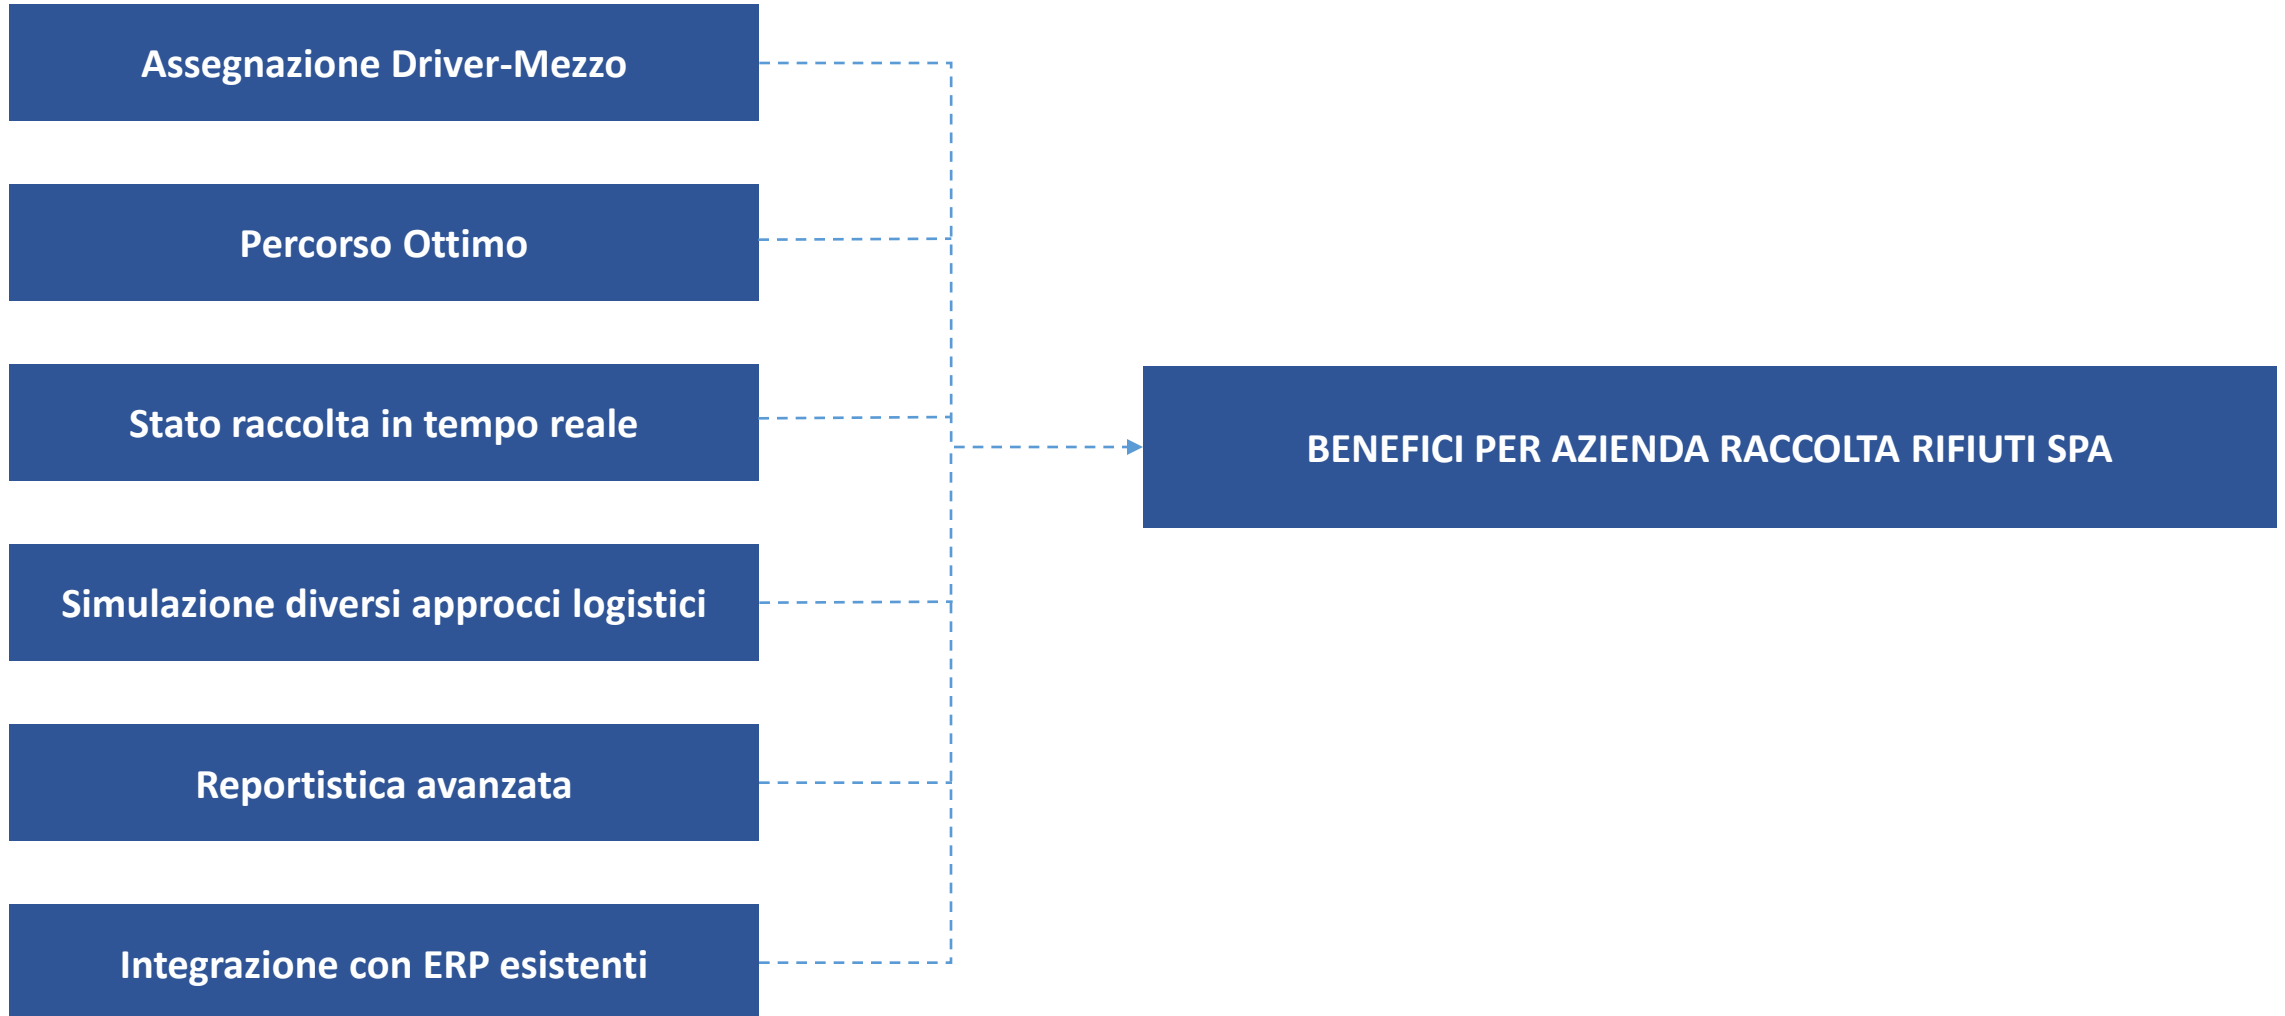 Assegnazione Driver-Mezzo
Percorso Ottimo
Stato raccolta in tempo reale
Simulazione diversi approcci logistici
Reportistica avanzata
Integrazione con ERP esistenti
BENEFICI PER AZIENDA RACCOLTA RIFIUTI SPA